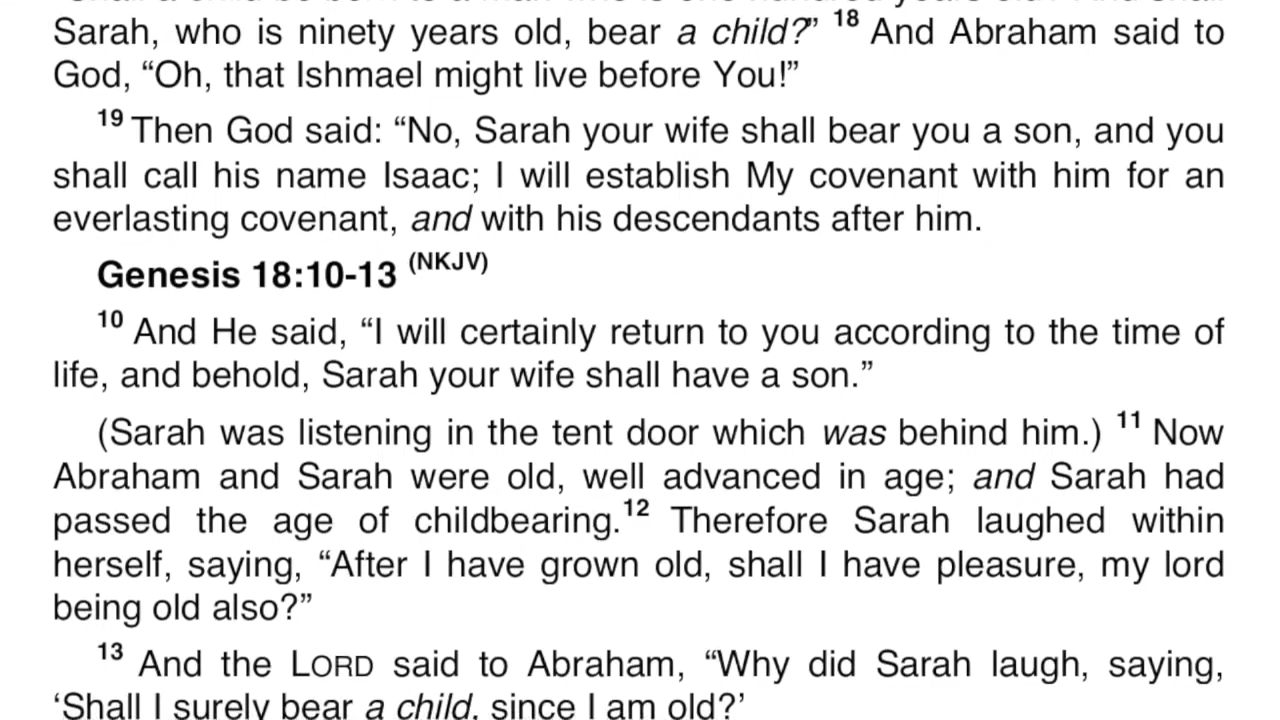 Sarah, who is ninety years old, bear a child?” 18 And Abraham said to
God, “Oh, that Ishmael might live before You!”
19 Then God said: “No, Sarah your wife shall bear you a son, and you
shall call his name Isaac; I will establish My covenant with him for an
everlasting covenant, and with his descendants after him.
Genesis 18:10-13 (NKJV)
10 And He said, “I will certainly return to you according to the time of
life, and behold, Sarah your wife shall have a son.”
(Sarah was listening in the tent door which was behind him.) 11 Now
Abraham and Sarah were old, well advanced in age; and Sarah had
passed the age of childbearing.12 Therefore Sarah laughed within
herself, saying, “After I have grown old, shall I have pleasure, my lord
being old also?”
13 And the LORD said to Abraham, “Why did Sarah laugh, saying,
‘Shall I surely bear a child, since I am old?’